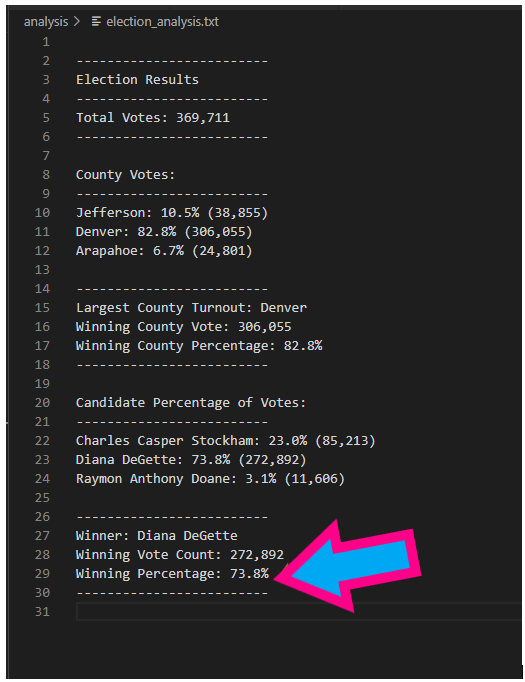 analysis > election_analysis.txt
1
2 -------------------------
3 Election Results
4 -------------------------
5 Total Votes: 369,711
6 -------------------------
7
8 County Votes:
9 -------------------------
10 Jefferson: 10.5% (38,855)
11 Denver: 82.8% (306,055)
12 Arapahoe: 6.7% (24,801)
13
14 -------------------------
15 Largest County Turnout: Denver
16 Winning County Vote: 306,055
17 Winning County Percentage: 82.8%
18 -------------------------
19
20 Candidate Percentage of Votes:
21 -------------------------
22 Charles Casper Stockham: 23.0% (85,213)
23 Diana DeGette: 73.8% (272,892)
24 Raymon Anthony Doane: 3.1% (11,606)
25
26 -------------------------
27 Winner: Diana DeGette
28 Winning Vote Count: 272,892
29 Winning Percentage: 73.8%
30 -------------------------
31